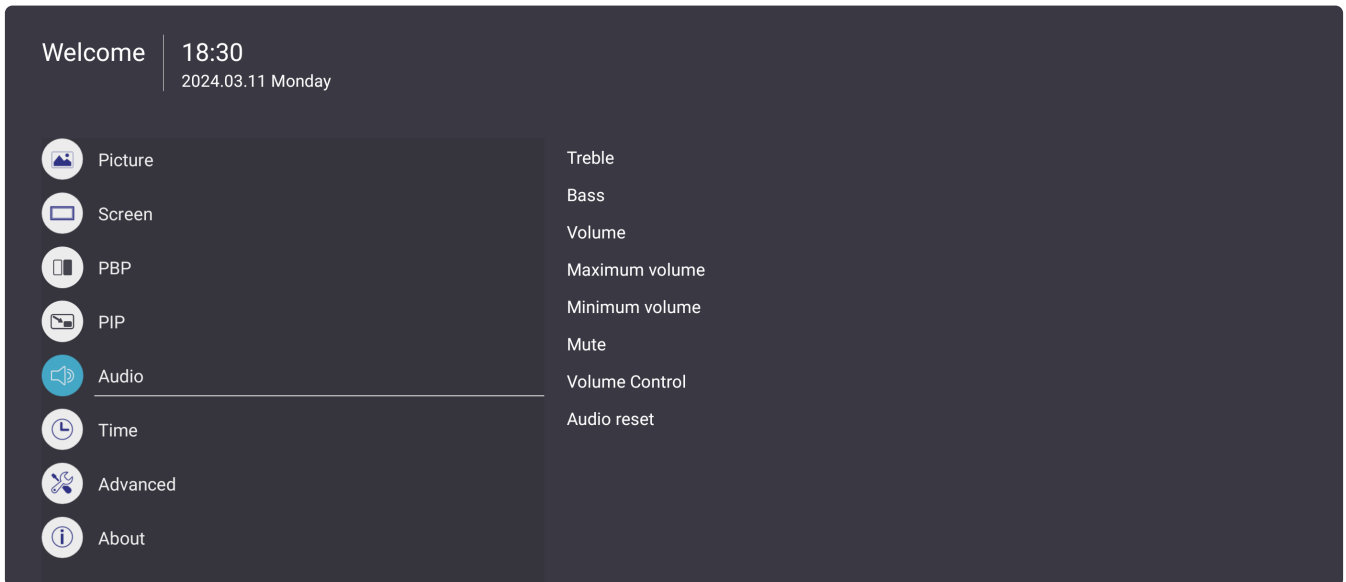 Welcome
18:30
2024.03.11 Monday
Picture
Screen
PBP
PIP
Audio
Time
Advanced
About
Treble
Bass
Volume
Maximum volume
Minimum volume
Mute
Volume Control
Audio reset